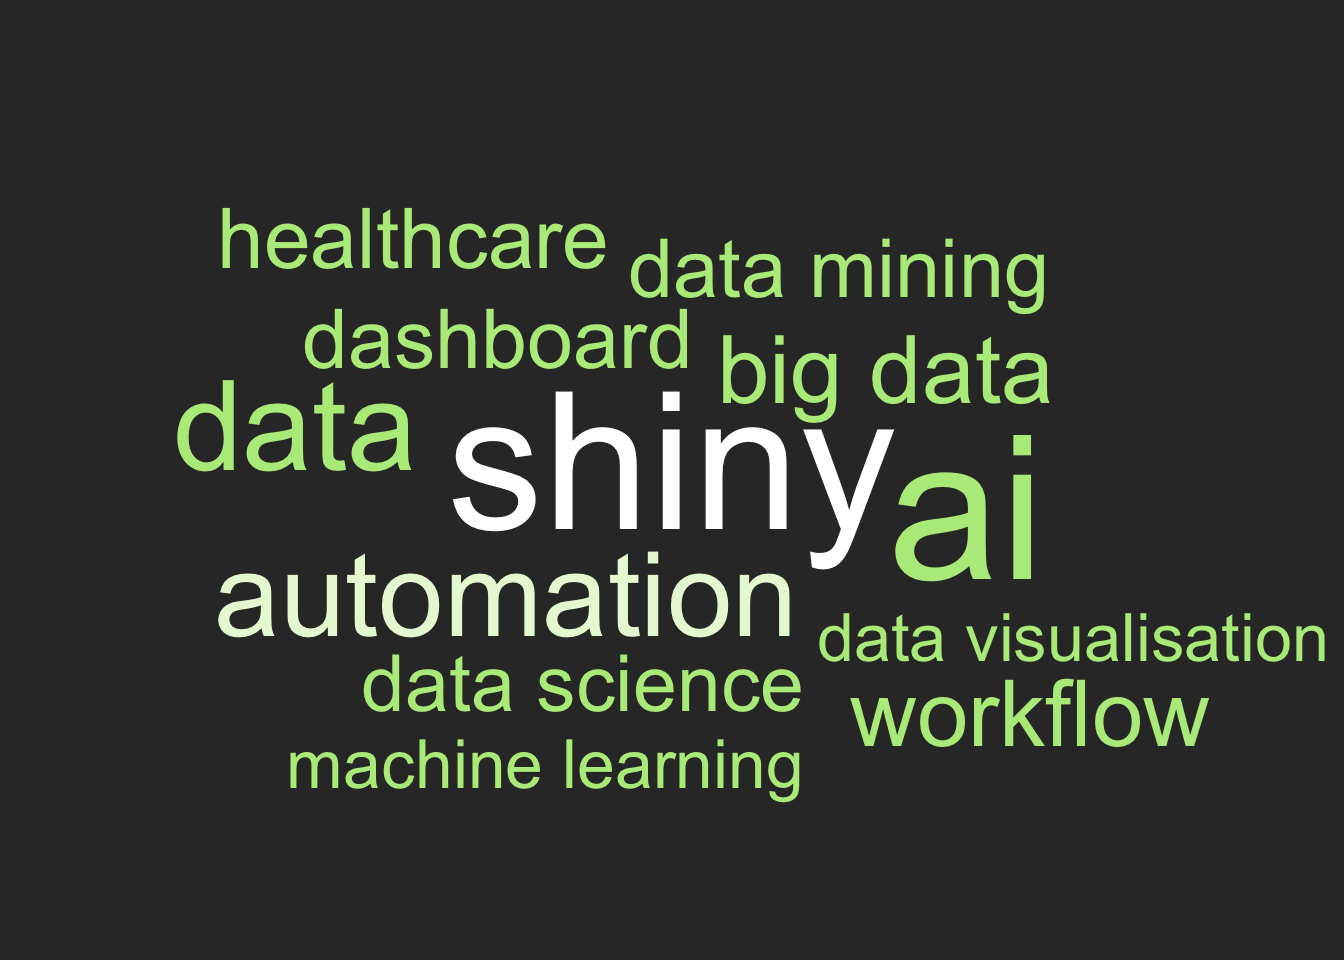 healthcare
data mining
dashboard
big data
data
shiny
ai
automation
data visualisation
data science
workflow
machine learning